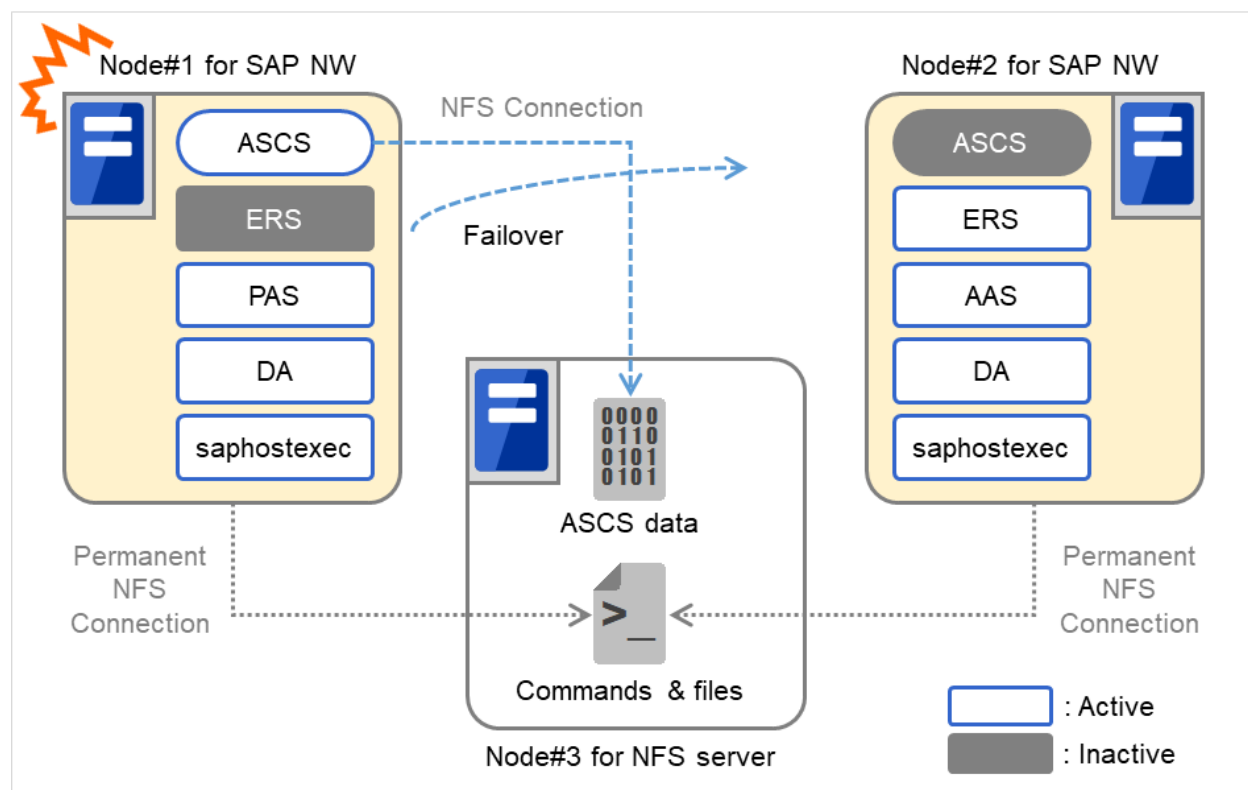 Node#1 for SAP NW
Node#2 for SAP NW
NFS Connection
ASCS
ERS
PAS
DA
saphostexec
Failover
ASCS
ERS
AAS
DA
saphostexec
0000
0110
0101
0101
ASCS data
Permanent
NFS
Connection
Permanent
NFS
Connection
>_
Commands & files
Node#3 for NFS server
: Active
: Inactive